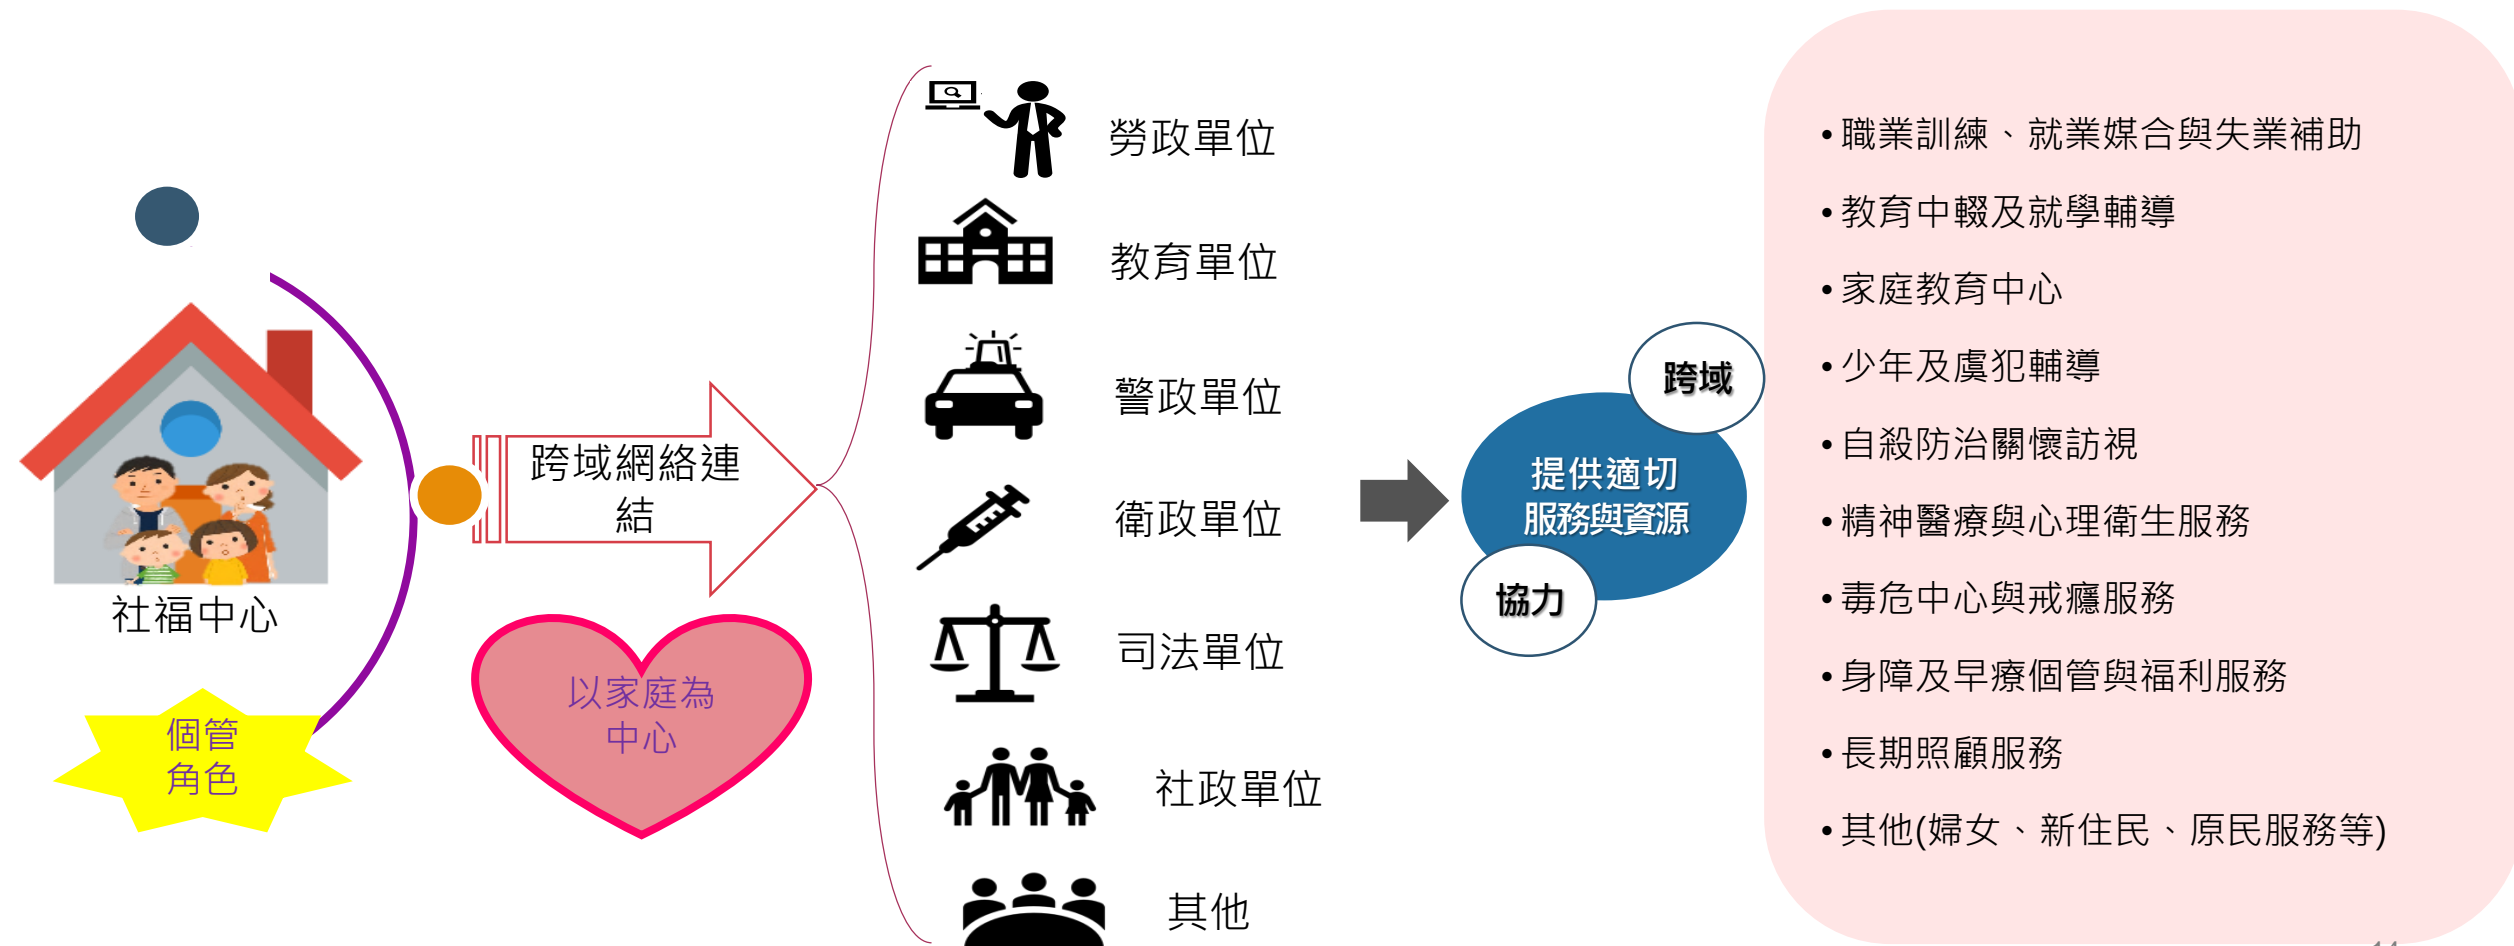 社福中心
個管
角色
跨域網絡連
結
以家庭為
中心
勞政單位
教育單位
警政單位
衛政單位
司法單位
社政單位
其他
跨域
提供適切
服務與資源
協力
•職業訓練、就業媒合與失業補助
•教育中輟及就學輔導
•家庭教育中心
•少年及虞犯輔導
•自殺防治關懷訪視
•精神醫療與心理衛生服務
•毒危中心與戒癮服務
•身障及早療個管與福利服務
•長期照顧服務
•其他(婦女、新住民、原民服務等)